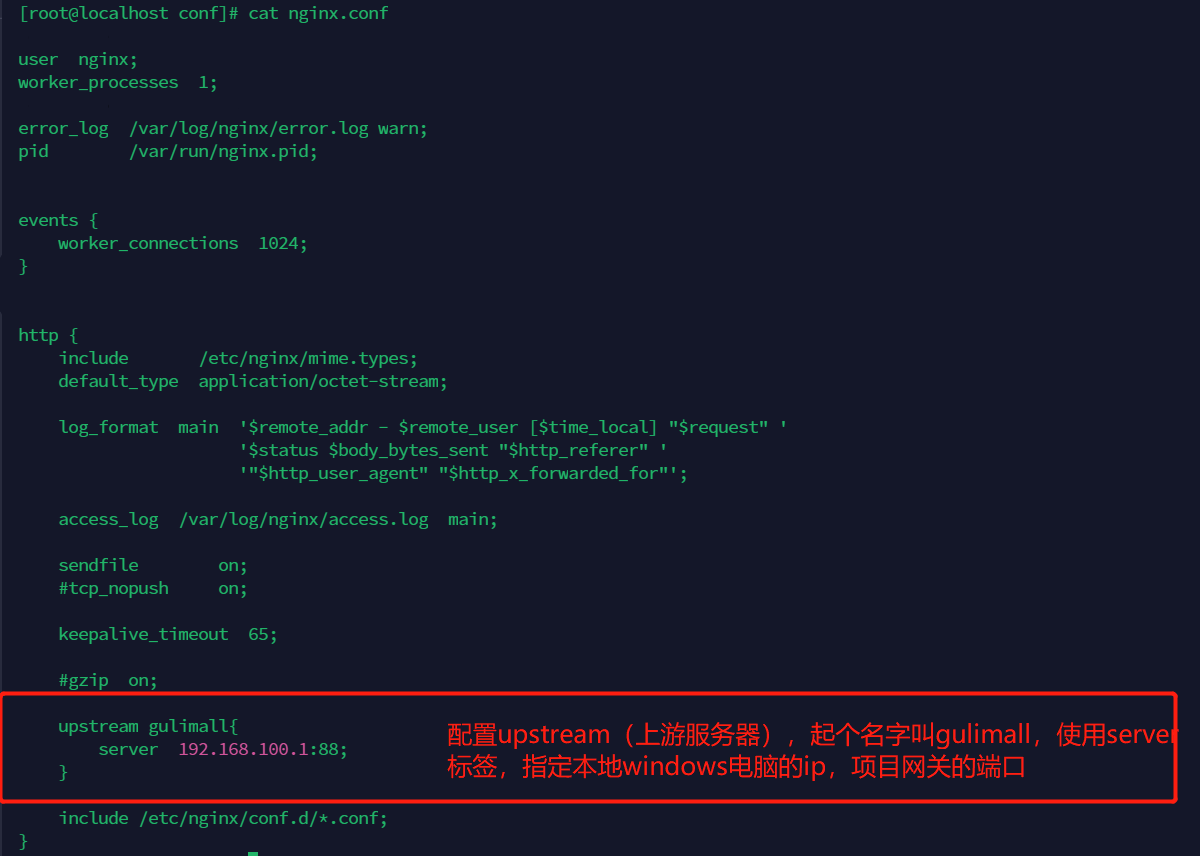 [root@localhost conf]# cat nginx.conf
user  nginx;
worker_processes  1;
error_log  /var/log/nginx/error.log warn;
pid        /var/run/nginx.pid;
events {
    worker_connections  1024;
}
http {
    include       /etc/nginx/mime.types;
    default_type  application/octet-stream;
    log_format  main  '$remote_addr - $remote_user [$time_local] "$request" '
                      '$status $body_bytes_sent "$http_referer" '
                      '"$http_user_agent" "$http_x_forwarded_for"';
    access_log  /var/log/nginx/access.log  main;
    sendfile        on;
    #tcp_nopush     on;
    keepalive_timeout  65;
    #gzip  on;
    upstream gulimall{
        server  192.168.100.1:88;
    }
配置upstream（上游服务器），起个名字叫gulimall，使用server
标签，指定本地windows电脑的ip，项目网关的端口
    include /etc/nginx/conf.d/*.conf;
}